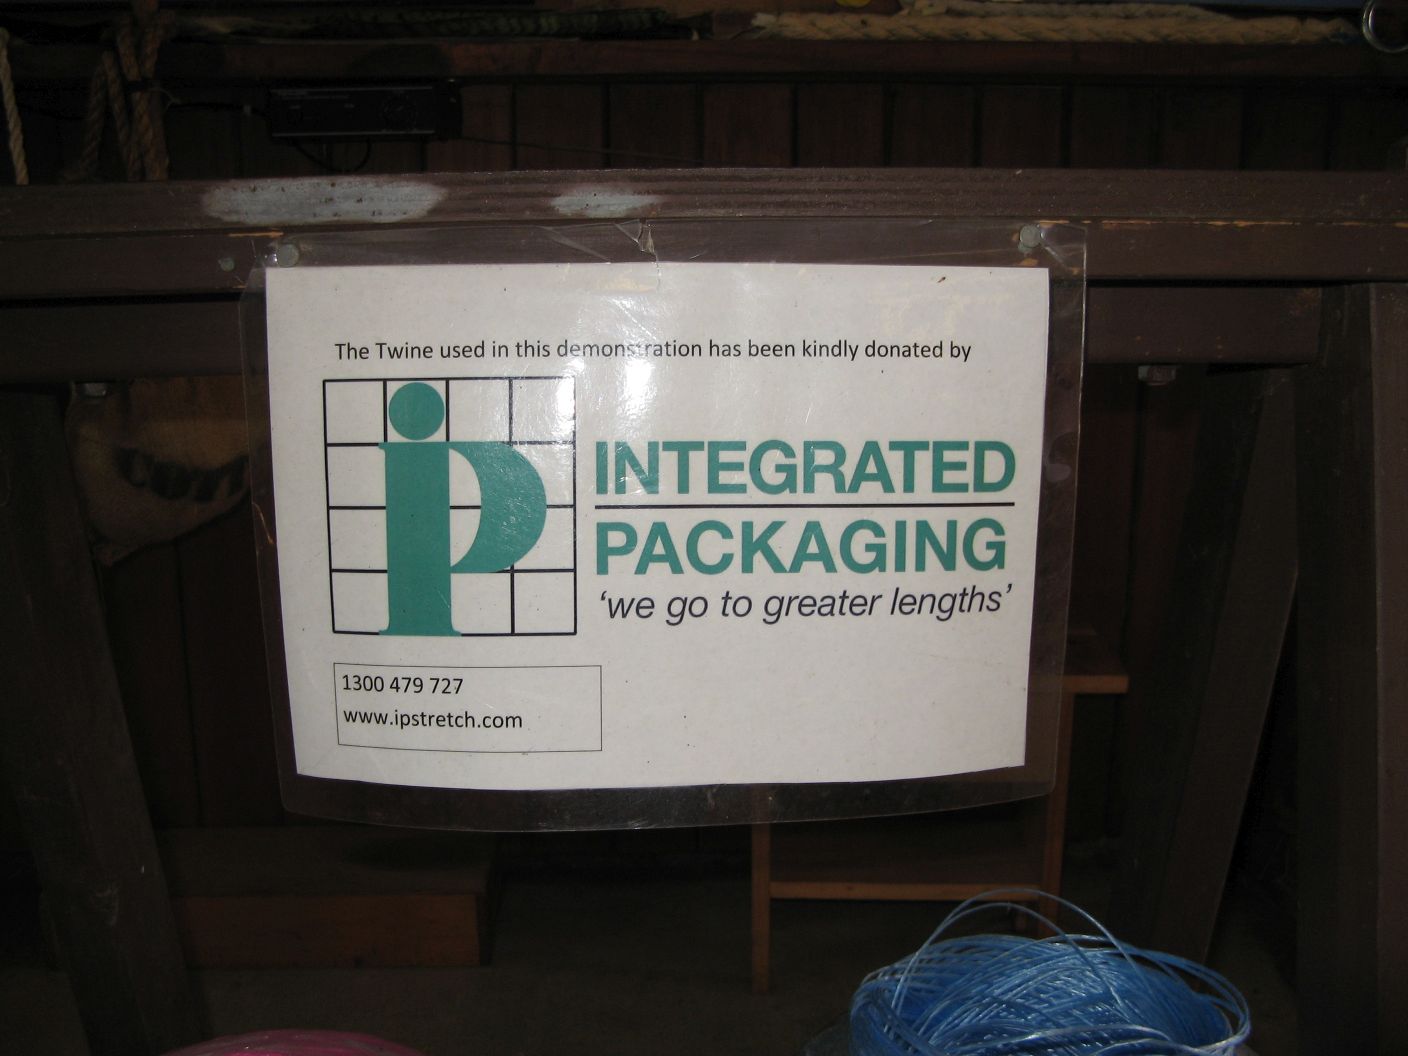 The Twine used in this demonstration has been kindly donated by
iP
INTEGRATED
PACKAGING
‘we go to greater lengths’
1300 479 727
www.ipstretch.com